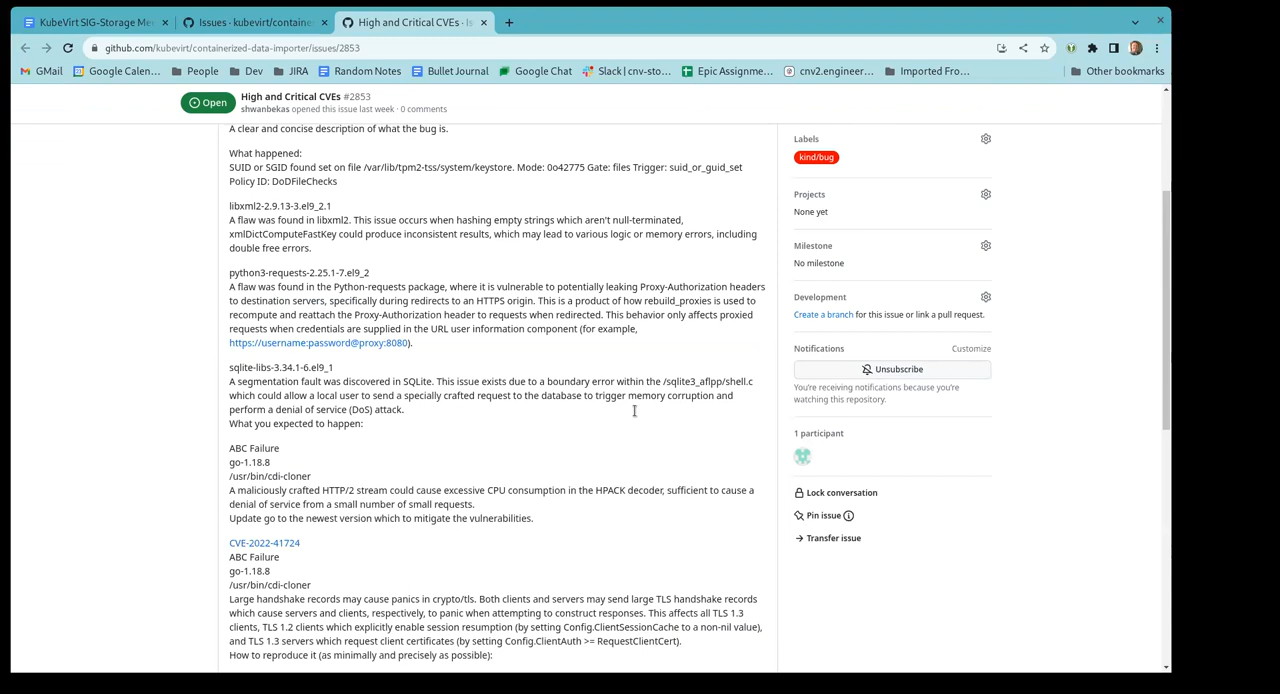 KubeVirt SIG-Storage Me
Issues · kubevirt/containe
High and Critical CVEs · Is
github.com/kubevirt/containerized-data-importer/issues/2853
GMail
Google Calen...
People
Dev
JIRA
Random Notes
Bullet Journal
Google Chat
Slack | cnv-sto...
Epic Assignme...
cnv2.engineer...
Imported Fro...
Other bookmarks
Open
High and Critical CVEs #2853
shwanbekas opened this issue last week · 0 comments
A clear and concise description of what the bug is.
What happened:
SUID or SGID found set on file /var/lib/tpm2-tss/system/keystore. Mode: 0o42775 Gate: files Trigger: suid_or_guid_set
Policy ID: DoDFileChecks
libxml2-2.9.13-3.el9_2.1
A flaw was found in libxml2. This issue occurs when hashing empty strings which aren't null-terminated,
xmlDictComputeFastKey could produce inconsistent results, which may lead to various logic or memory errors, including
double free errors.
python3-requests-2.25.1-7.el9_2
A flaw was found in the Python-requests package, where it is vulnerable to potentially leaking Proxy-Authorization headers
to destination servers, specifically during redirects to an HTTPS origin. This is a product of how rebuild_proxies is used to
recompute and reattach the Proxy-Authorization header to requests when redirected. This behavior only affects proxied
requests when credentials are supplied in the URL user information component (for example,
https://username:password@proxy:8080).
sqlite-libs-3.34.1-6.el9_1
A segmentation fault was discovered in SQLite. This issue exists due to a boundary error within the /sqlite3_aflpp/shell.c
which could allow a local user to send a specially crafted request to the database to trigger memory corruption and
perform a denial of service (DoS) attack.
What you expected to happen:
ABC Failure
go-1.18.8
/usr/bin/cdi-cloner
A maliciously crafted HTTP/2 stream could cause excessive CPU consumption in the HPACK decoder, sufficient to cause a
denial of service from a small number of small requests.
Update go to the newest version which to mitigate the vulnerabilities.
CVE-2022-41724
ABC Failure
go-1.18.8
/usr/bin/cdi-cloner
Large handshake records may cause panics in crypto/tls. Both clients and servers may send large TLS handshake records
which cause servers and clients, respectively, to panic when attempting to construct responses. This affects all TLS 1.3
clients, TLS 1.2 clients which explicitly enable session resumption (by setting Config.ClientSessionCache to a non-nil value),
and TLS 1.3 servers which request client certificates (by setting Config.ClientAuth >= RequestClientCert).
How to reproduce it (as minimally and precisely as possible):
Labels
kind/bug
Projects
None yet
Milestone
No milestone
Development
Create a branch for this issue or link a pull request.
Notifications
Customize
Unsubscribe
You're receiving notifications because you're
watching this repository.
1 participant
Lock conversation
Pin issue
Transfer issue